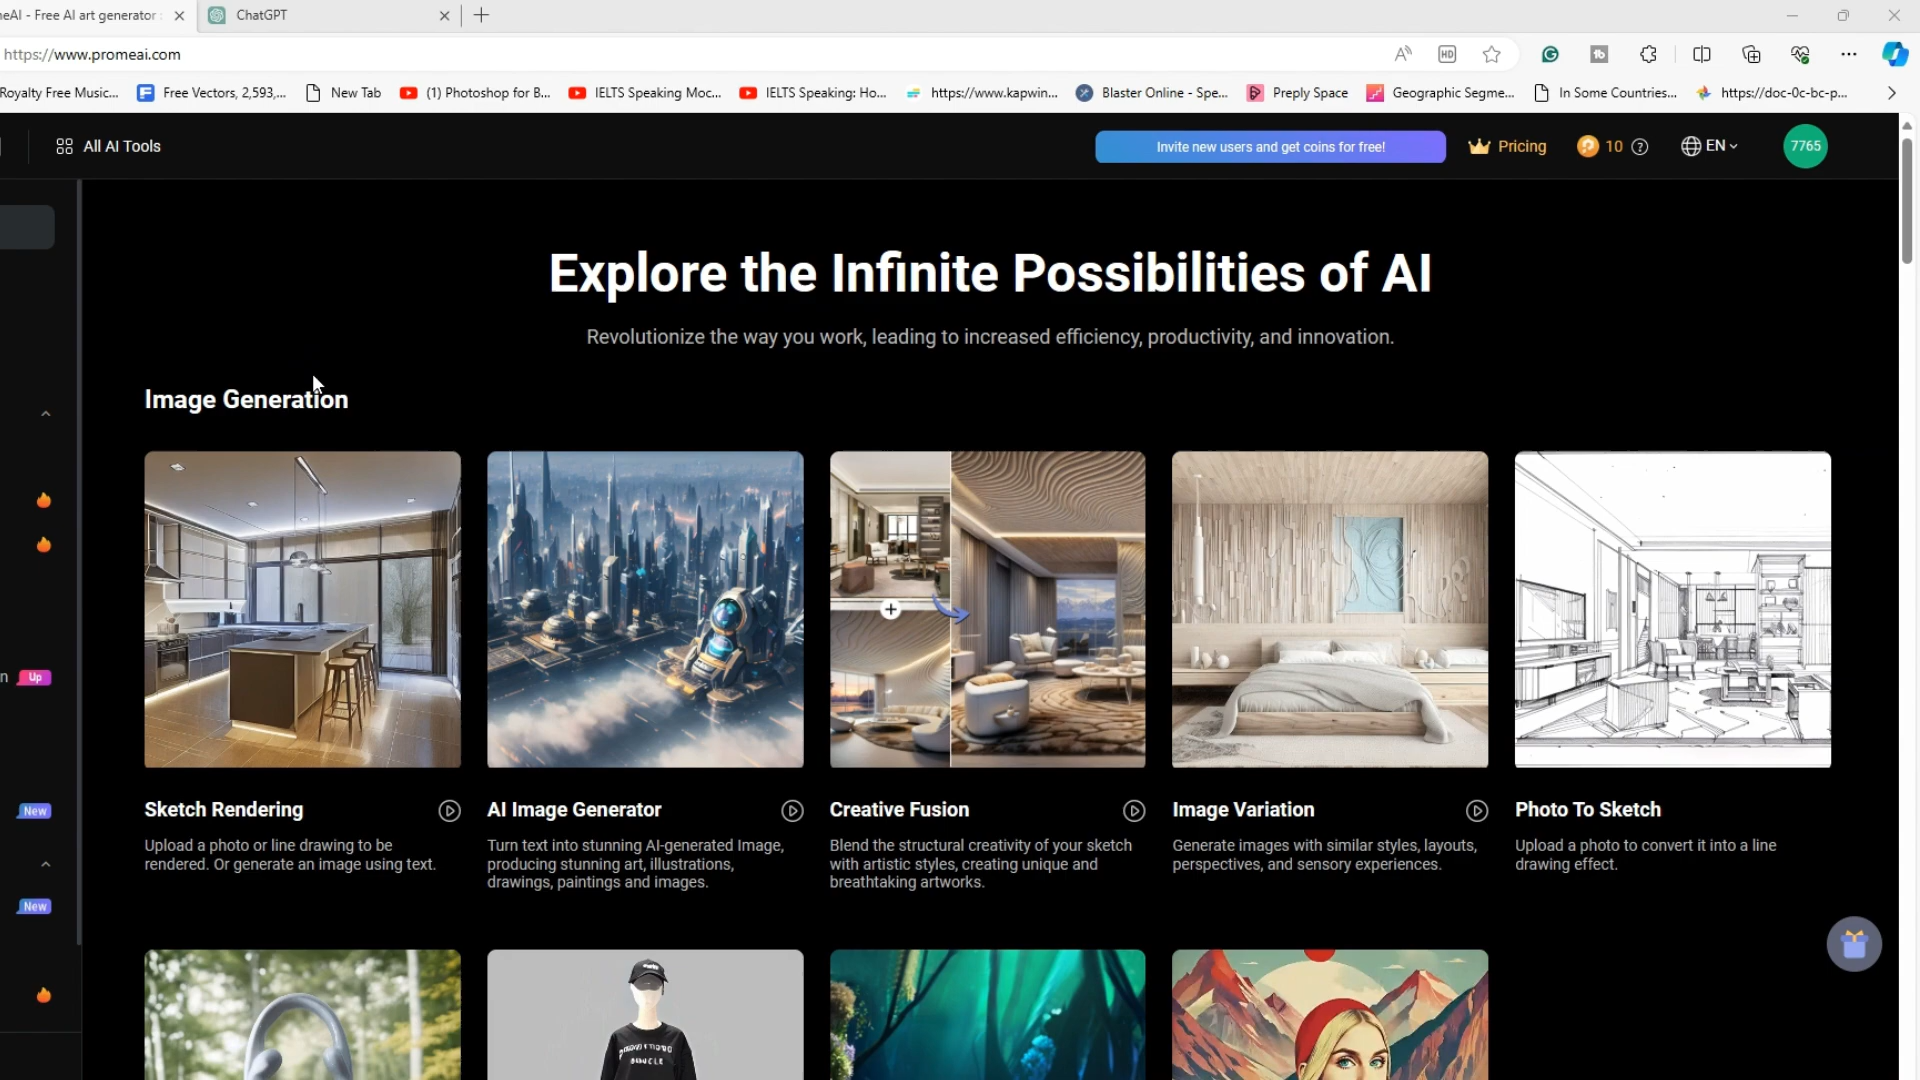 eAI - Free AI art generator
ChatGPT
https://www.promeai.com
Royalty Free Music...
Free Vectors, 2,593,...
New Tab
(1) Photoshop for B...
IELTS Speaking Moc...
IELTS Speaking: Ho...
https://www.kapwin...
Blaster Online - Spe...
Preply Space
Geographic Segme...
In Some Countries...
https://doc-0c-bc-p...
All AI Tools
Invite new users and get coins for free!
Pricing
10
EN
7765
Explore the Infinite Possibilities of AI
Revolutionize the way you work, leading to increased efficiency, productivity, and innovation.
Image Generation
n
Up
New
New
Sketch Rendering
Upload a photo or line drawing to be
rendered. Or generate an image using text.
AI Image Generator
Turn text into stunning AI-generated Image,
producing stunning art, illustrations,
drawings, paintings and images.
Creative Fusion
Blend the structural creativity of your sketch
with artistic styles, creating unique and
breathtaking artworks.
Image Variation
Generate images with similar styles, layouts,
perspectives, and sensory experiences.
Photo To Sketch
Upload a photo to convert it into a line
drawing effect.